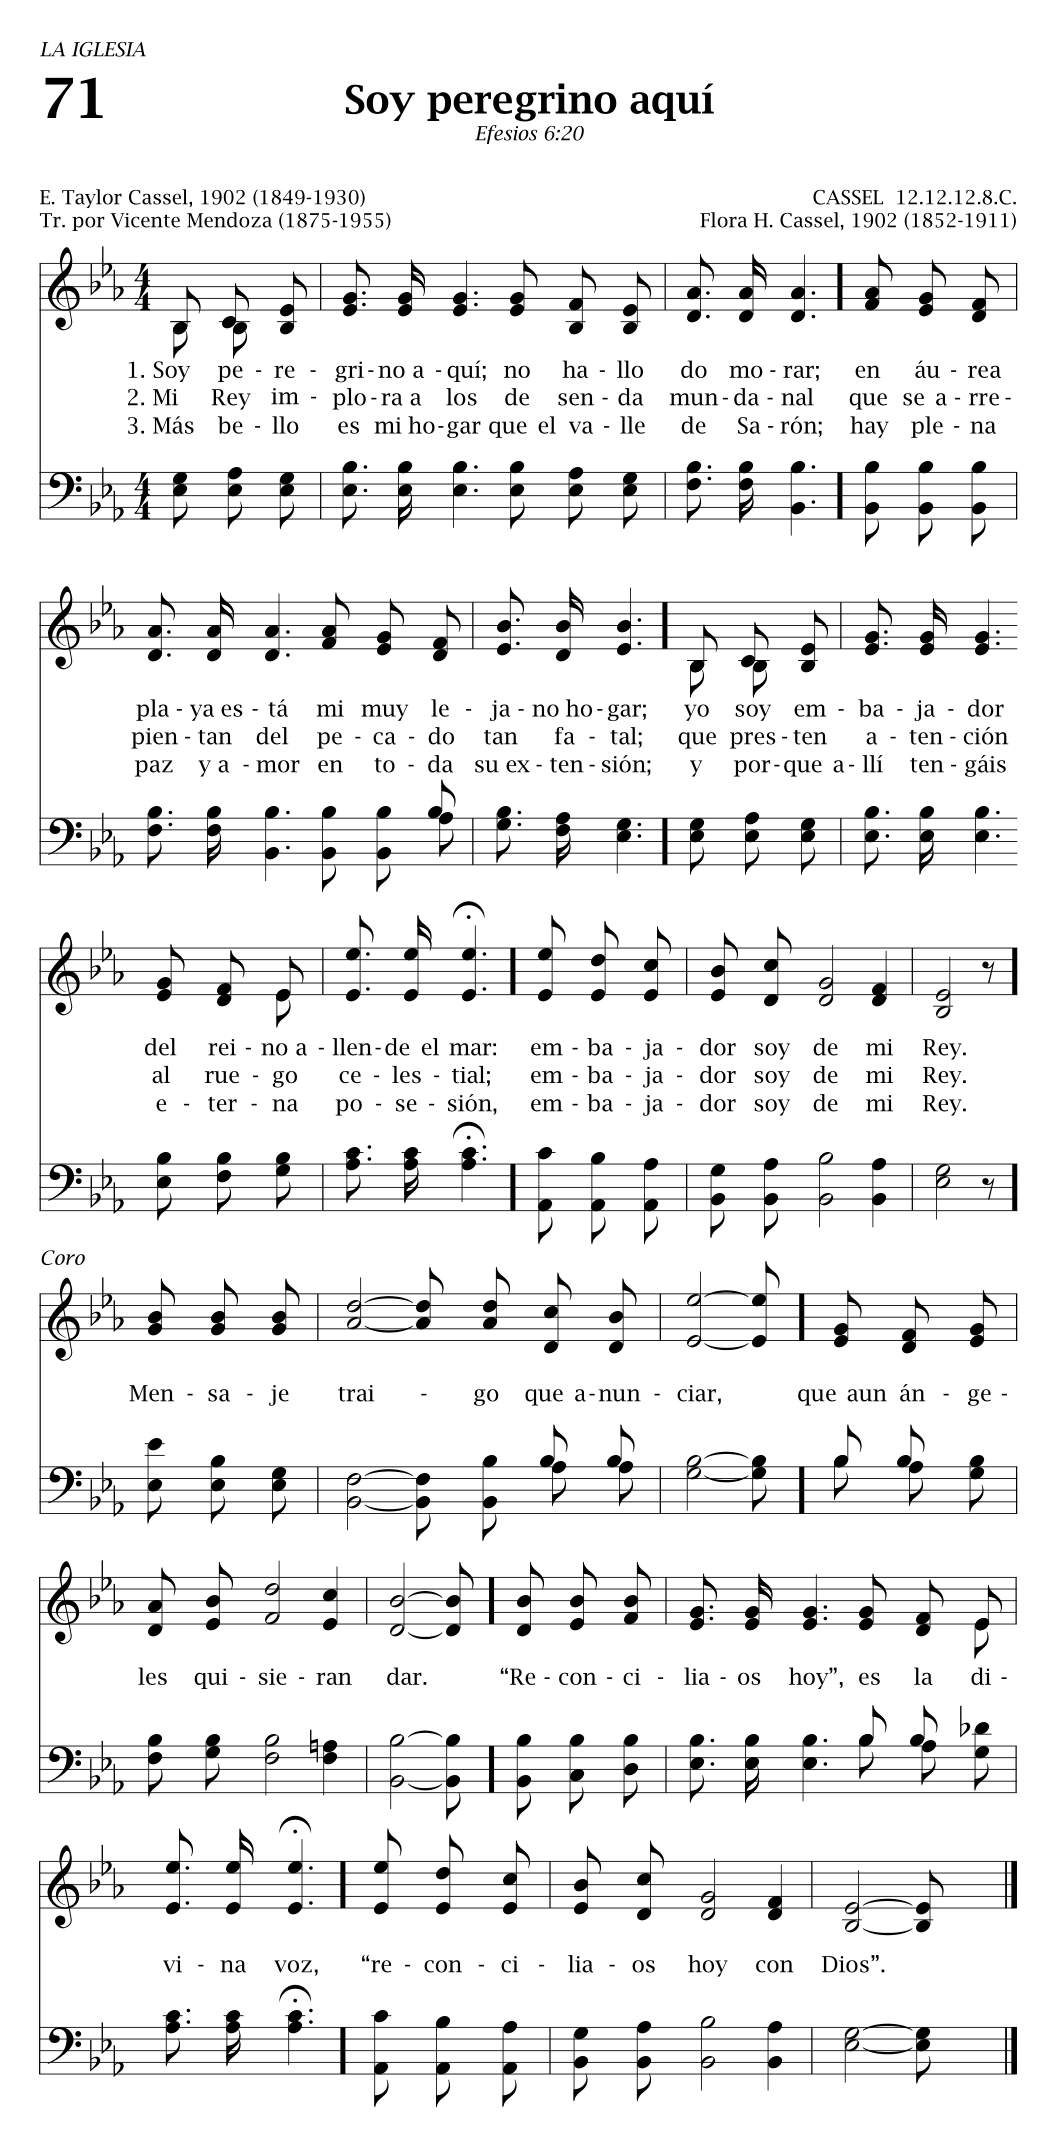 LA IGLESIA
71
Soy peregrino aquí
Efesios 6:20
E. Taylor Cassel, 1902 (1849-1930)
CASSEL 12.12.12.8.C.
Tr. por Vicente Mendoza (1875-1955)
Flora H. Cassel, 1902 (1852-1911)
1. Soy pe - re - gri - no a - quí; no ha - llo do mo - rar; en áu - rea
2. Mi Rey im - plo - ra a los de sen - da mun - da - nal que se a - rre -
3. Más be - llo es mi ho - gar que el va - lle de Sa - rón; hay ple - na
pla - ya es - tá mi muy le - ja - no ho - gar; yo soy em - ba - ja - dor
pien - tan del pe - ca - do tan fa - tal; que pres - ten a - ten - ción
paz y a - mor en to - da su ex - ten - sión; y por - que a - llí ten - gáis
del rei - no a - llen - de el mar: em - ba - ja - dor soy de mi Rey.
al rue - go ce - les - tial; em - ba - ja - dor soy de mi Rey.
e - ter - na po - se - sión, em - ba - ja - dor soy de mi Rey.
Coro
Men - sa - je trai - go que a - nun - ciar, que aun án - ge -
les qui - sie - ran dar. “Re - con - ci - lia - os hoy”, es la di -
vi - na voz, “re - con - ci - lia - os hoy con Dios”.